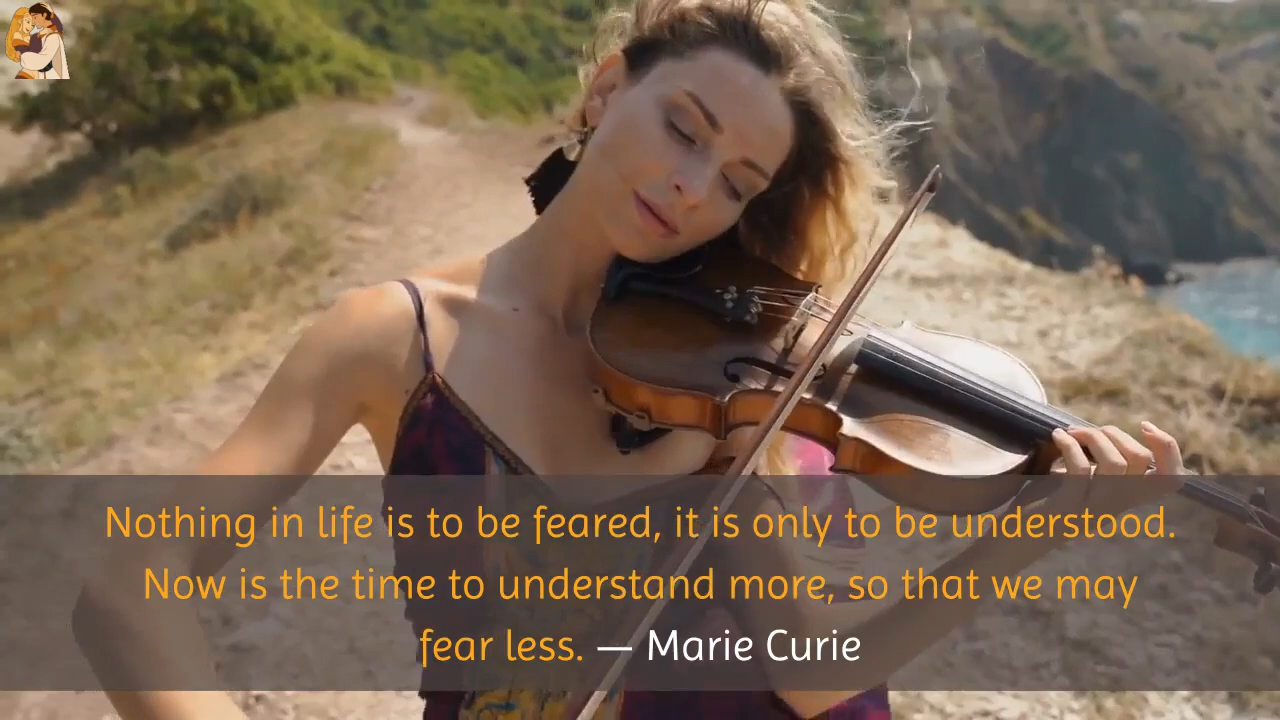 Nothing in life is to be feared, it is only to be understood.
Now is the time to understand more, so that we may
fear less. — Marie Curie